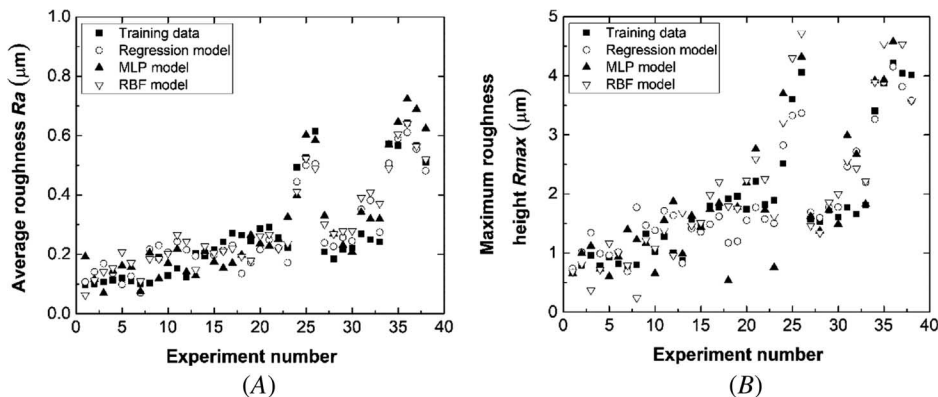 Average roughness Ra (μm)
1.0
0.8
0.6
0.4
0.2
0.0
Training data
Regression model
MLP model
RBF model
0 5 10 15 20 25 30 35 40
Experiment number
(A)
Maximum roughness
height Rmax (μm)
5
4
3
2
1
0
Training data
Regression model
MLP model
RBF model
0 5 10 15 20 25 30 35 40
Experiment number
(B)